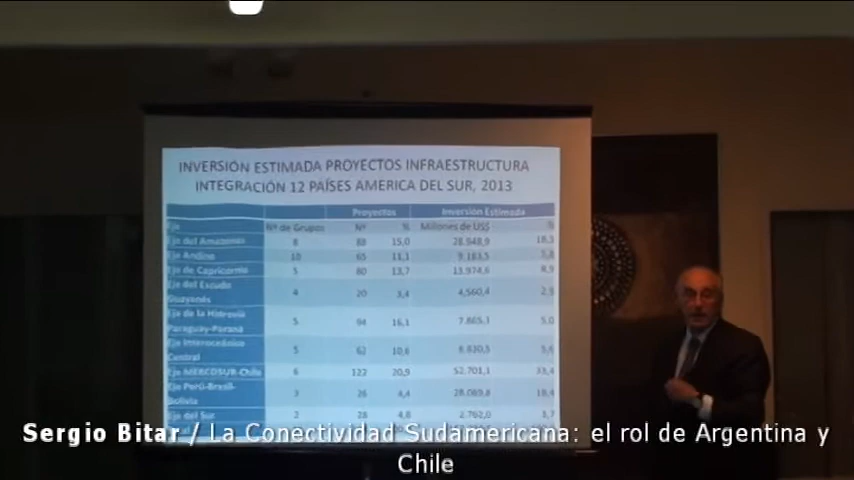 INVERSIÓN ESTIMADA PROYECTOS INFRAESTRUCTURA
INTEGRACIÓN 12 PAÍSES AMERICA DEL SUR, 2013
Proyectos Inversión Estimada
Eje Nº de Grupos Nº % Millones de US$ %
Eje del Amazonas 8 88 15,0 28.948,9 18,3
Eje Andino 10 65 11,1 9.183,5
Eje de Capricornio 5 80 13,7 13.974,6 8,9
Eje del Escudo
Guayanés 4 20 3,4 4.560,4 2,9
Eje de la Hidrovía
Paraguay-Paraná 5 94 16,1 7.865,1 5,0
Eje Interoceánico
Central 5 62 10,6 8.830,5 5,6
Eje MERCOSUR-Chile 6 122 20,9 52.701,1 33,4
Eje Perú-Brasil-
Bolivia 3 26 4,4 28.089,8
Eje del Sur 2 28 4,8 2.762,0 1,7
Sergio Bitar / La Conectividad Sudamericana: el rol de Argentina y
Chile